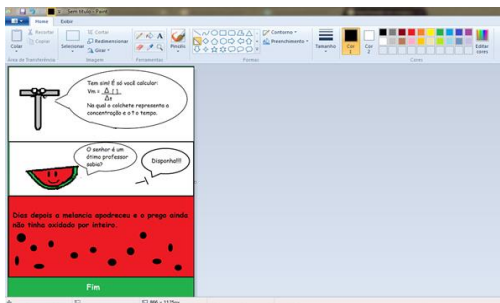 1 - Sem título - Paint
Início
Exibir
Colar
Recortar
Copiar
Selecionar
Cortar
Redimensionar
Girar
Pincéis
Contorno
Preenchimento
Tamanho
Cor 1
Cor 2
Editar cores
Área de Transferência
Imagem
Ferramentas
Formas
Cores
Tem sim! É só você calcular:
Vm = Δ [ ]
Δt
Na qual o colchete representa a
concentração e o t o tempo.
O senhor é um
ótimo professor
sabia?
Disponha!!!
Dias depois a melancia apodreceu e o prego ainda
não tinha oxidado por inteiro.
Fim